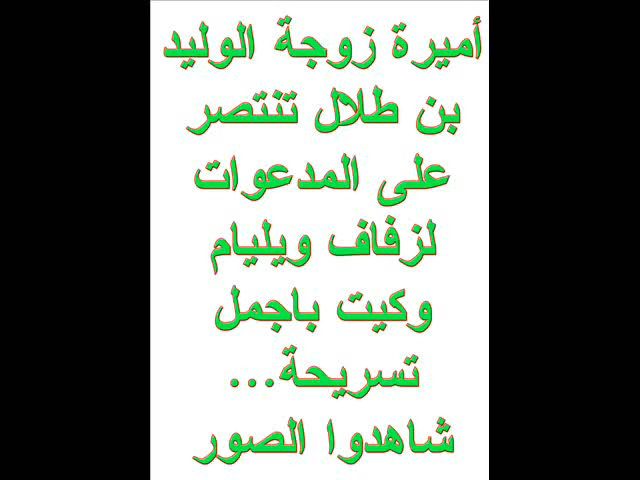 أميرة زوجة الوليد
بن طلال تنتصر
على المدعوات
لزفاف ويليام
وكيت باجمل
تسريحة...
شاهدوا الصور